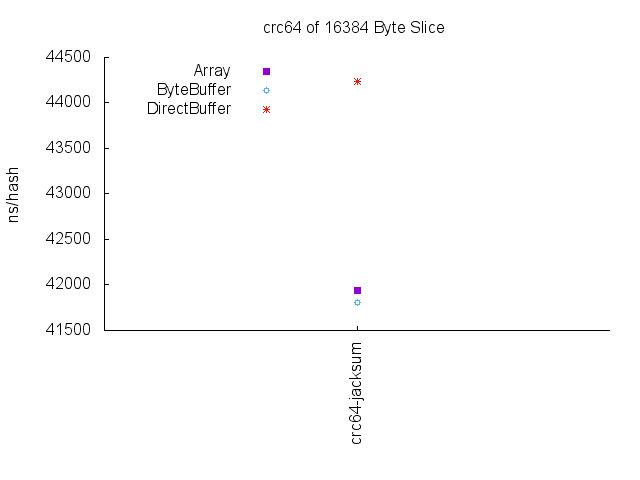 crc64 of 16384 Byte Slice
44500
44000
43500
43000
42500
42000
41500
ns/hash
Array
ByteBuffer
DirectBuffer
crc64-jacksum